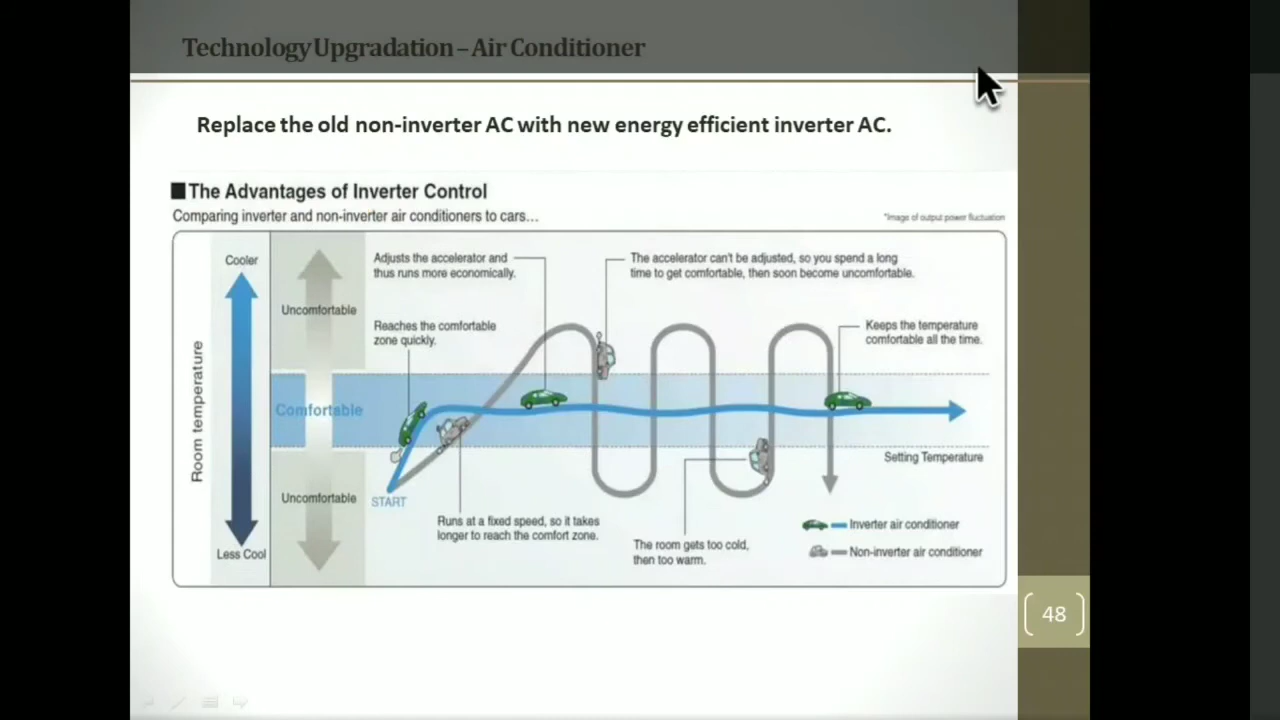 Technology Upgradation – Air Conditioner
Replace the old non-inverter AC with new energy efficient inverter AC.
The Advantages of Inverter Control
Comparing inverter and non-inverter air conditioners to cars...
*Image of output power fluctuation
Room temperature
Cooler
Less Cool
Uncomfortable
Comfortable
Uncomfortable
Adjusts the accelerator and
thus runs more economically.
The accelerator can't be adjusted, so you spend a long
time to get comfortable, then soon become uncomfortable.
Reaches the comfortable
zone quickly.
Keeps the temperature
comfortable all the time.
Setting Temperature
START
Runs at a fixed speed, so it takes
longer to reach the comfort zone.
The room gets too cold,
then too warm.
Inverter air conditioner
Non-inverter air conditioner
48